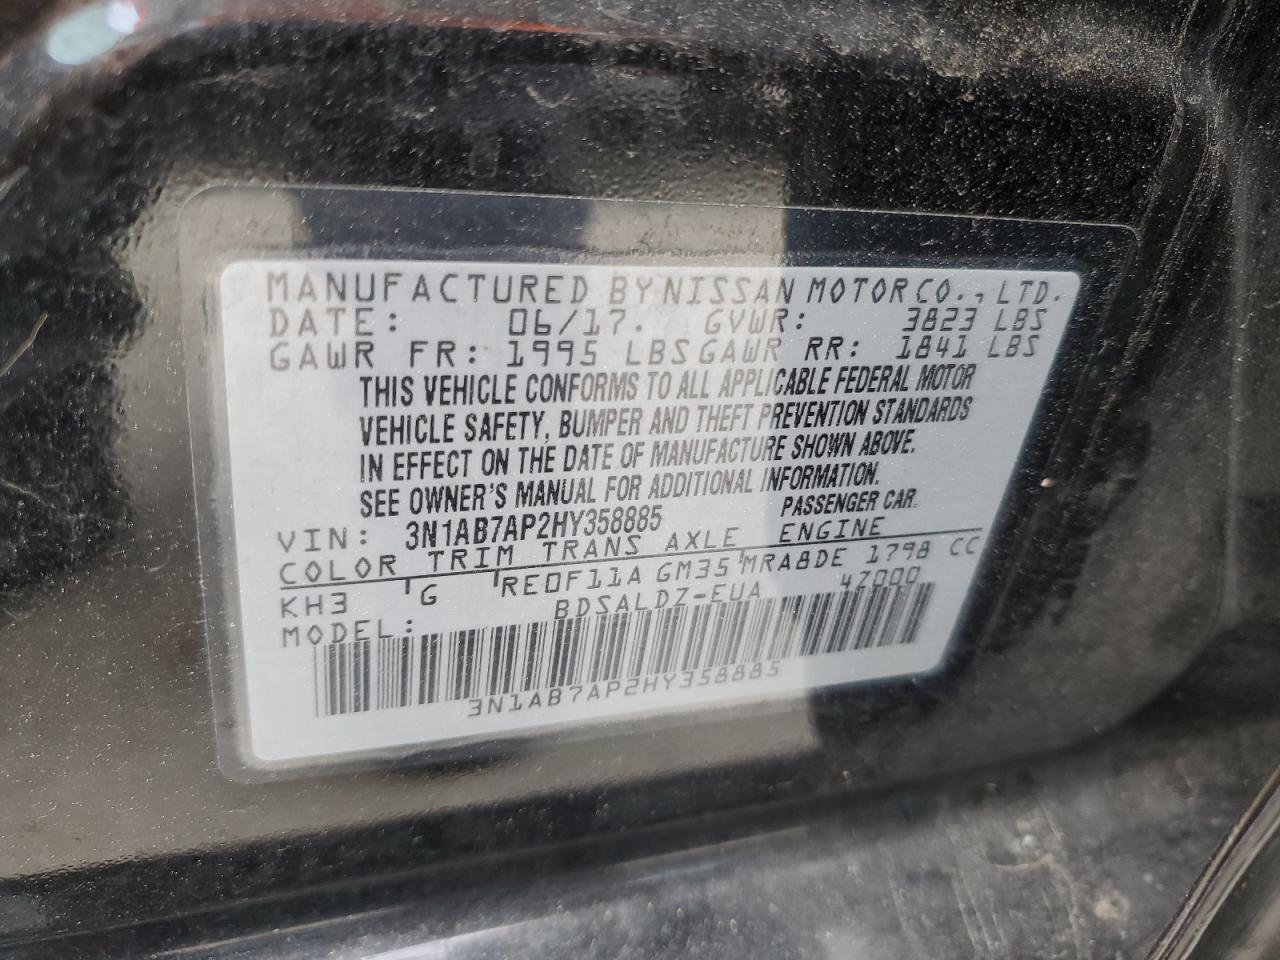 MANUFACTURED BY NISSAN MOTOR CO., LTD.
DATE: 06/17. GVWR: 3823 LBS
GAWR FR: 1995 LBS GAWR RR: 1841 LBS
THIS VEHICLE CONFORMS TO ALL APPLICABLE FEDERAL MOTOR
VEHICLE SAFETY, BUMPER AND THEFT PREVENTION STANDARDS
IN EFFECT ON THE DATE OF MANUFACTURE SHOWN ABOVE.
SEE OWNER'S MANUAL FOR ADDITIONAL INFORMATION.
VIN: 3N1AB7AP2HY358885 PASSENGER CAR.
COLOR TRIM TRANS AXLE ENGINE
KH3 G RE0F11A GM35 MRA8DE 1798 CC
MODEL: BDSALDZ-EUA 4Z000
3N1AB7AP2HY358885